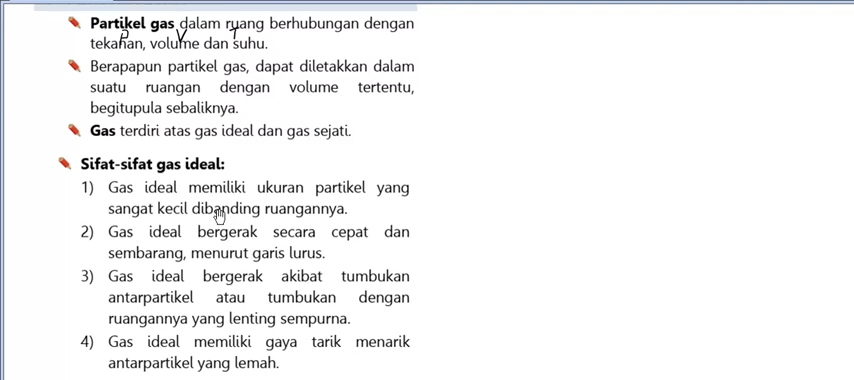 Partikel gas dalam ruang berhubungan dengan
P V T
tekanan, volume dan suhu.
Berapapun partikel gas, dapat diletakkan dalam
suatu ruangan dengan volume tertentu,
begitupula sebaliknya.
Gas terdiri atas gas ideal dan gas sejati.
Sifat-sifat gas ideal:
1) Gas ideal memiliki ukuran partikel yang
sangat kecil dibanding ruangannya.
2) Gas ideal bergerak secara cepat dan
sembarang, menurut garis lurus.
3) Gas ideal bergerak akibat tumbukan
antarpartikel atau tumbukan dengan
ruangannya yang lenting sempurna.
4) Gas ideal memiliki gaya tarik menarik
antarpartikel yang lemah.